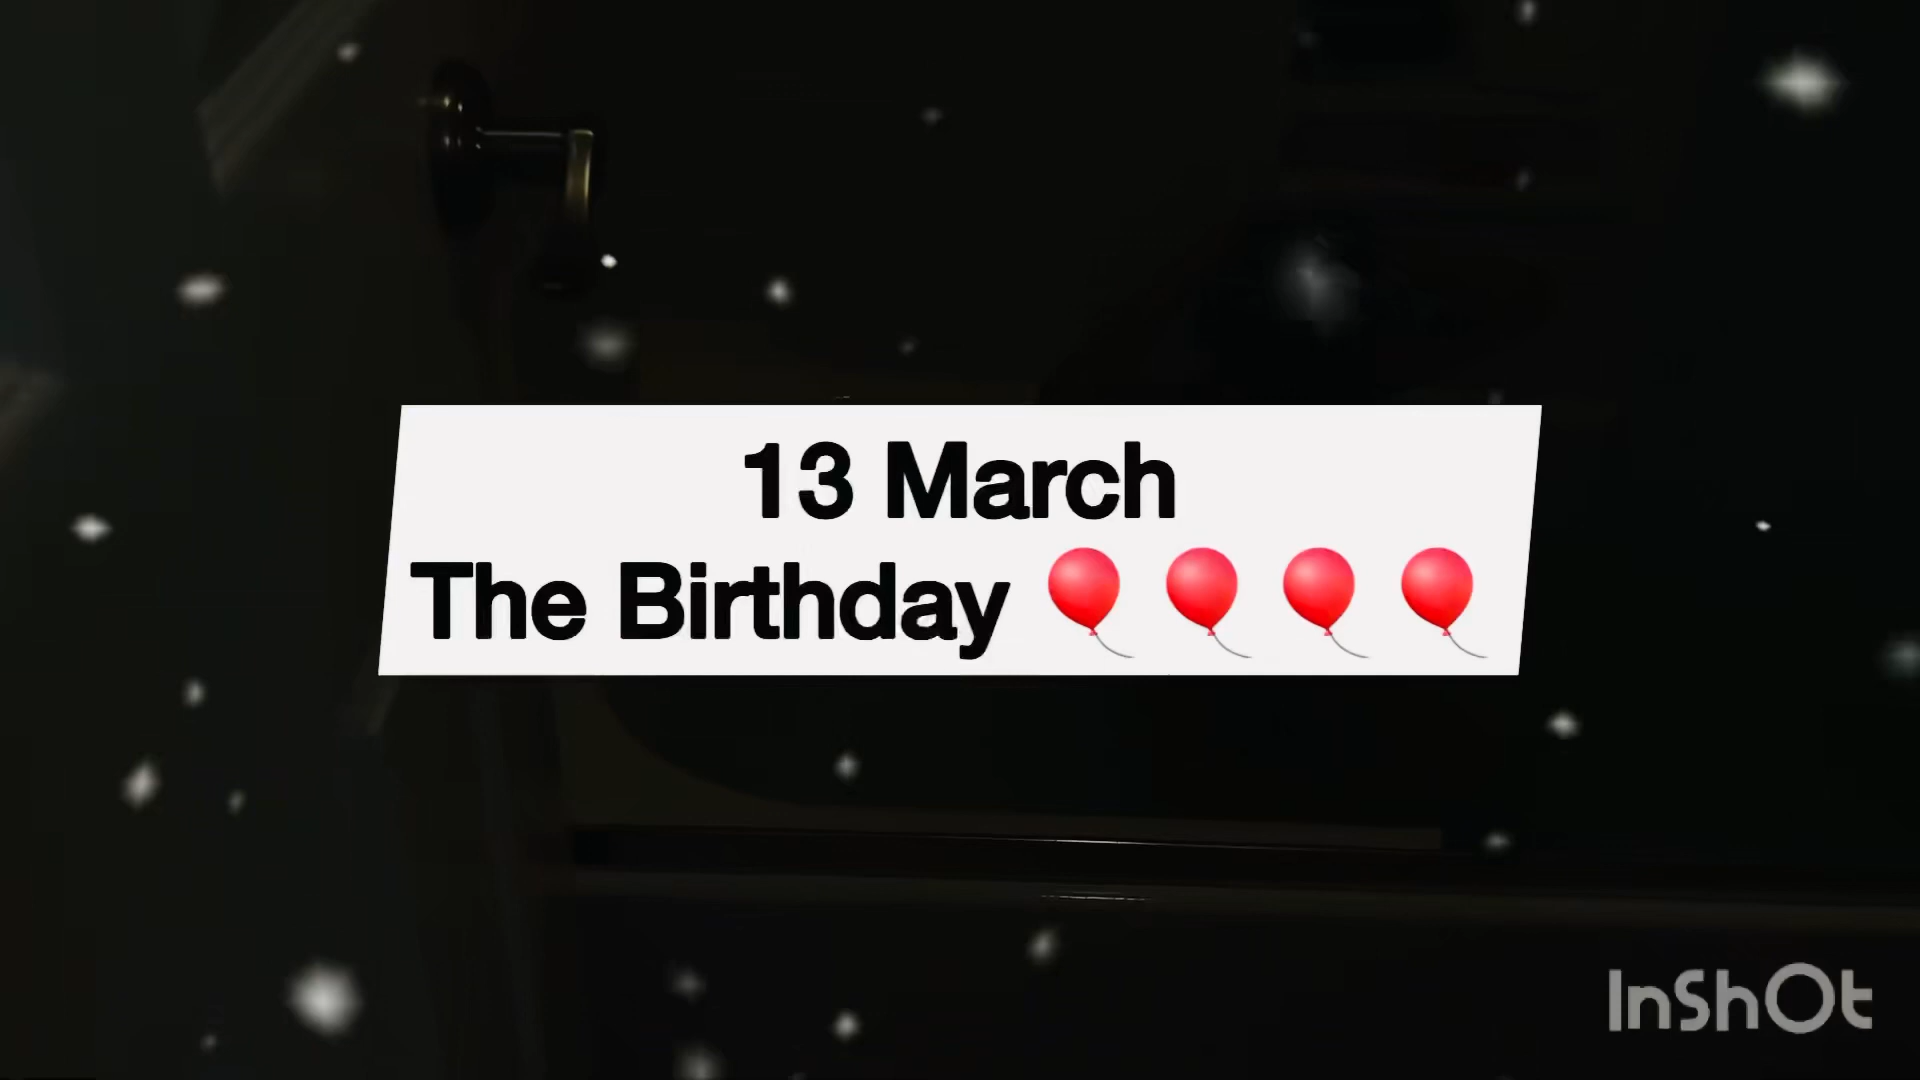 13 March
The Birthday 🎈 🎈 🎈 🎈
InShOt